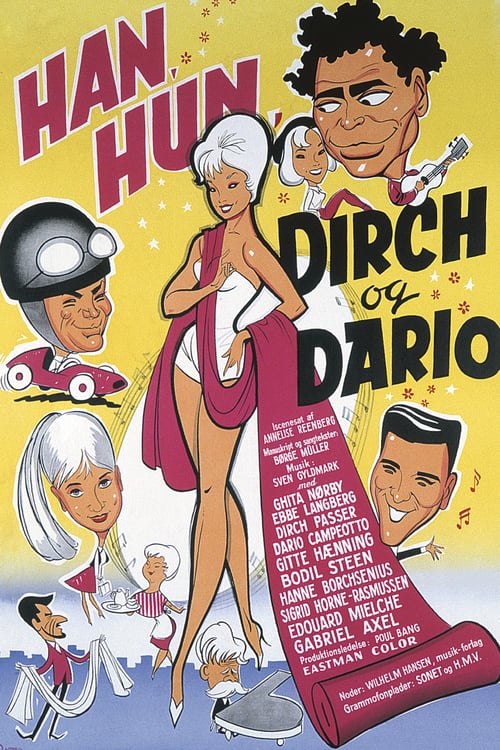 HAN,
HUN,
DIRCH
og
DARIO
Iscenesat af
ANNELISE REENBERG
Manuskript og sangtekster:
BØRGE MÜLLER
Musik:
SVEN GYLDMARK
med
GHITA NØRBY
EBBE LANGBERG
DIRCH PASSER
DARIO CAMPEOTTO
GITTE HÆNNING
BODIL STEEN
HANNE BORCHSENIUS
SIGRID HORNE-RASMUSSEN
EDOUARD MIELCHE
GABRIEL AXEL
Produktionsledelse: POUL BANG
EASTMAN COLOR
Noder: WILHELM HANSEN, musik-forlag
Grammofonplader: SONET og H.M.V.